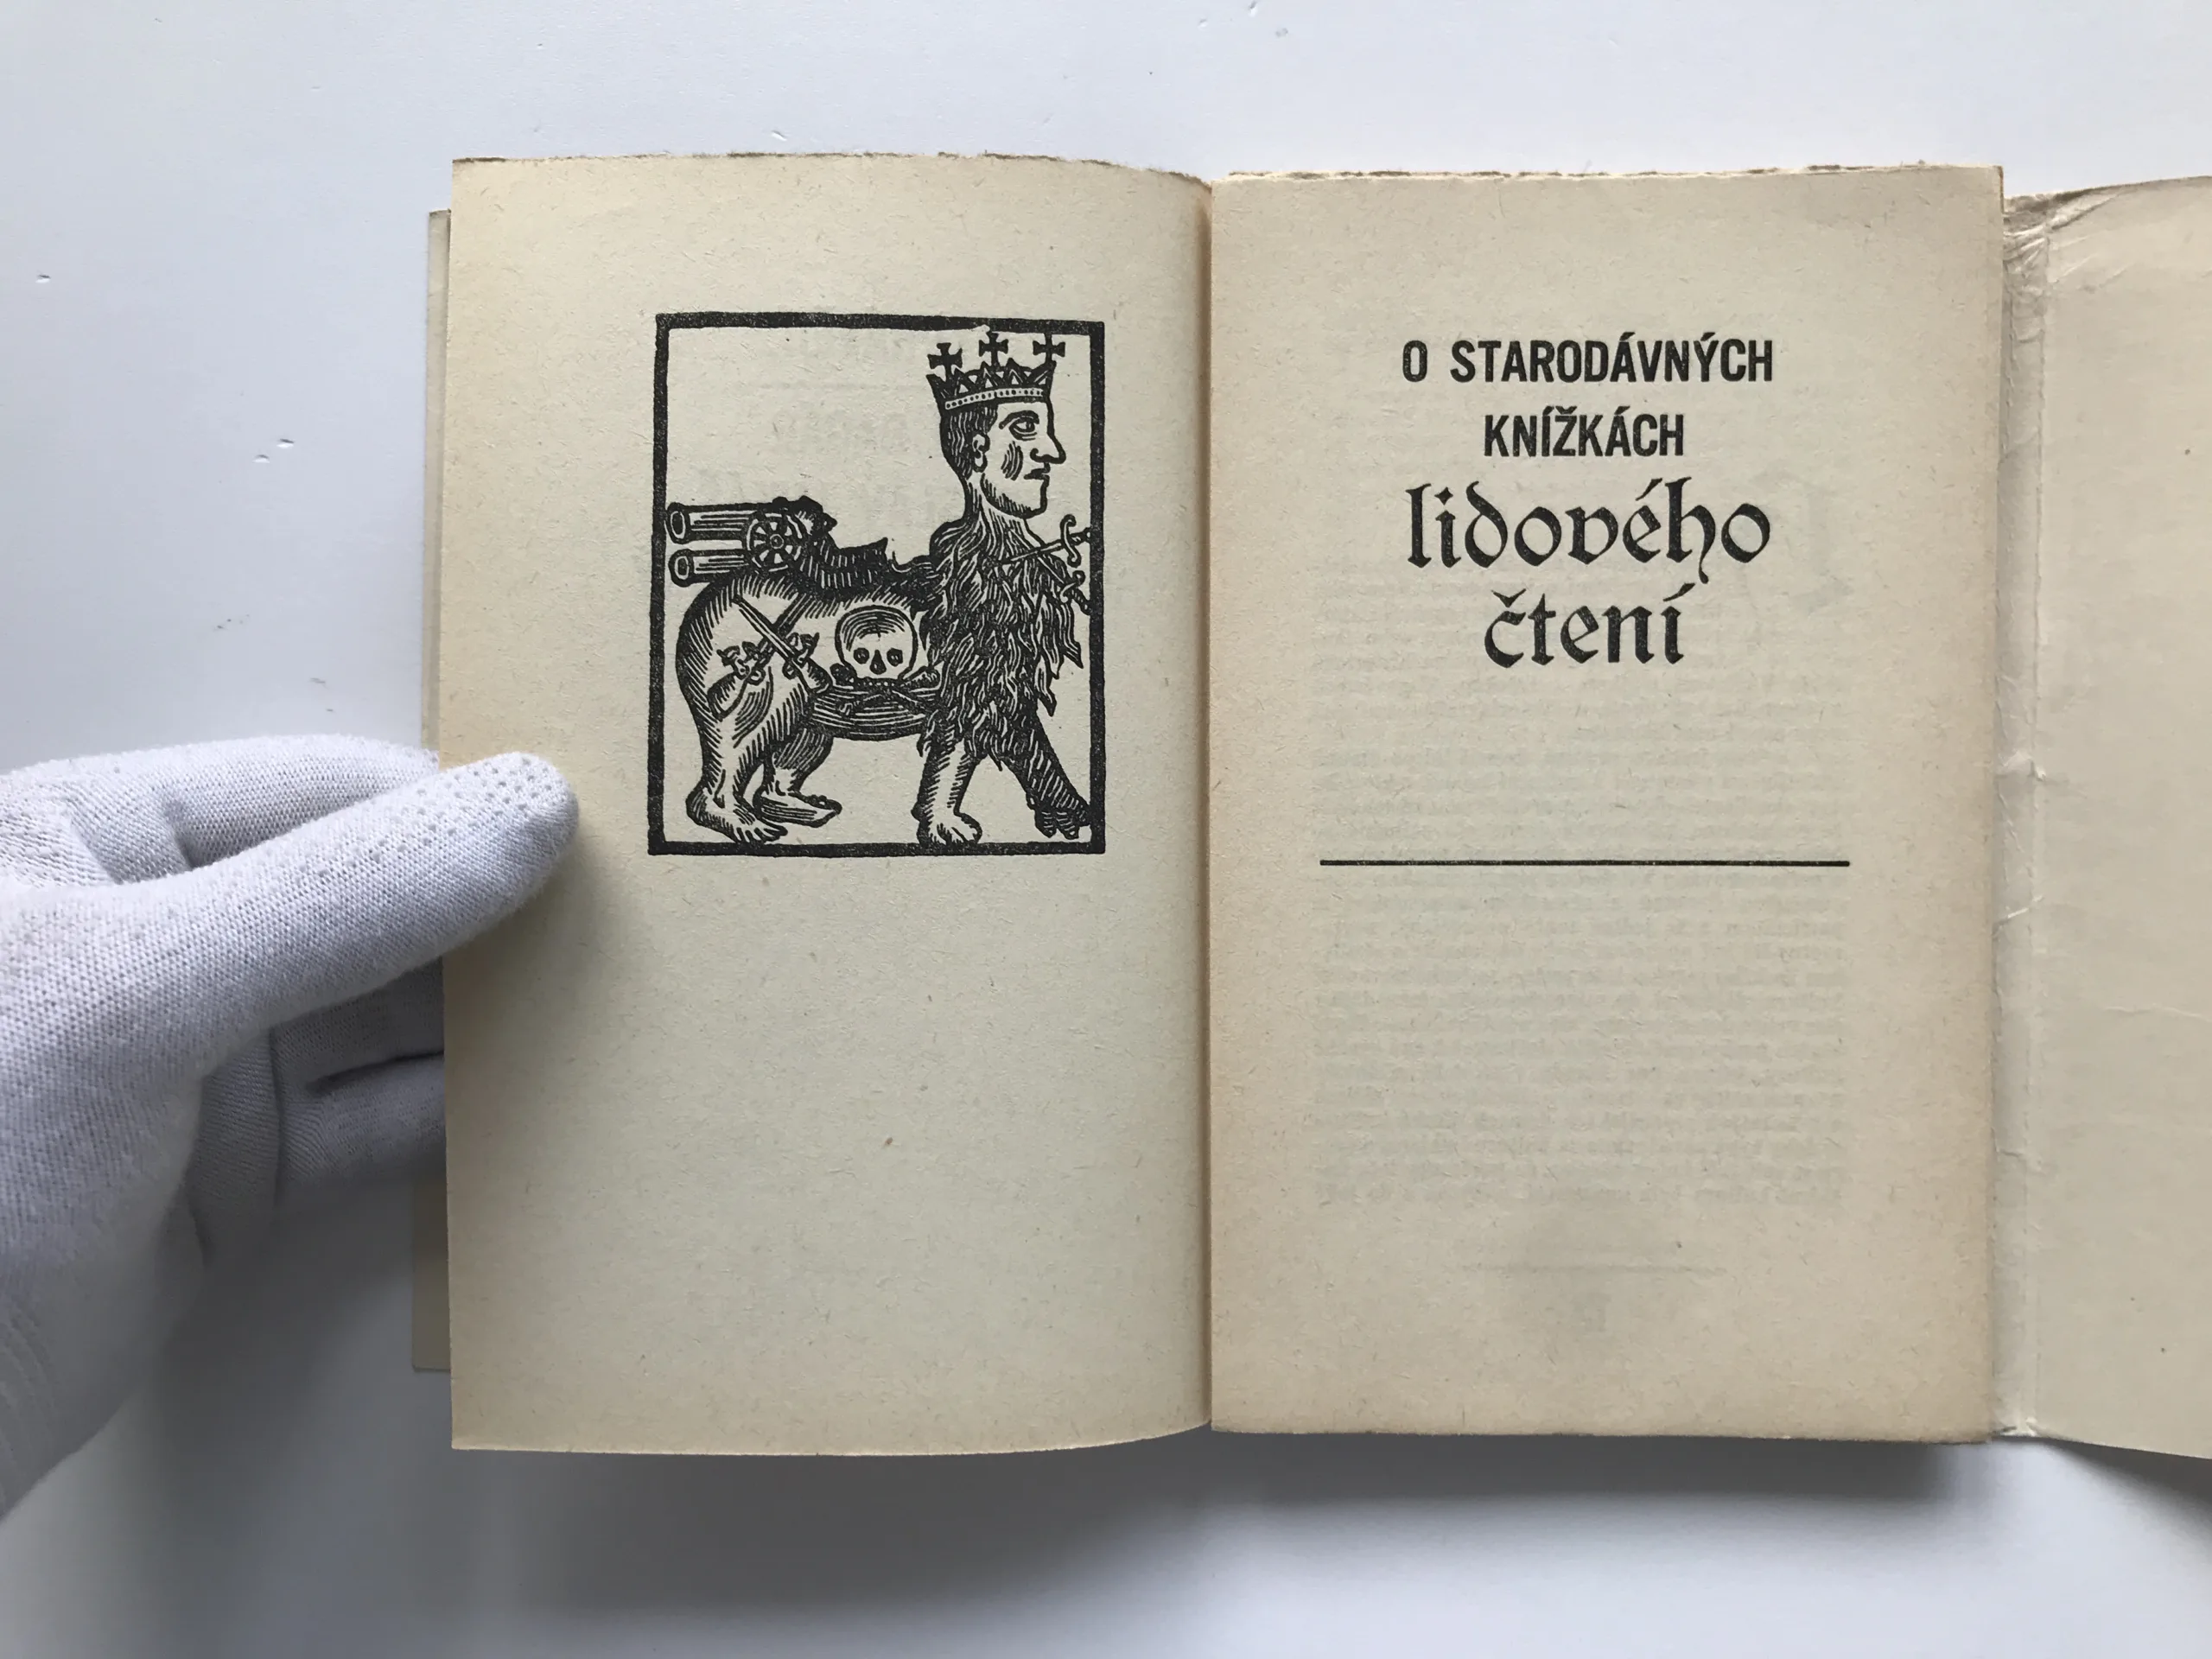 O STARODÁVNÝCH
KNÍŽKÁCH
lidového
čtení